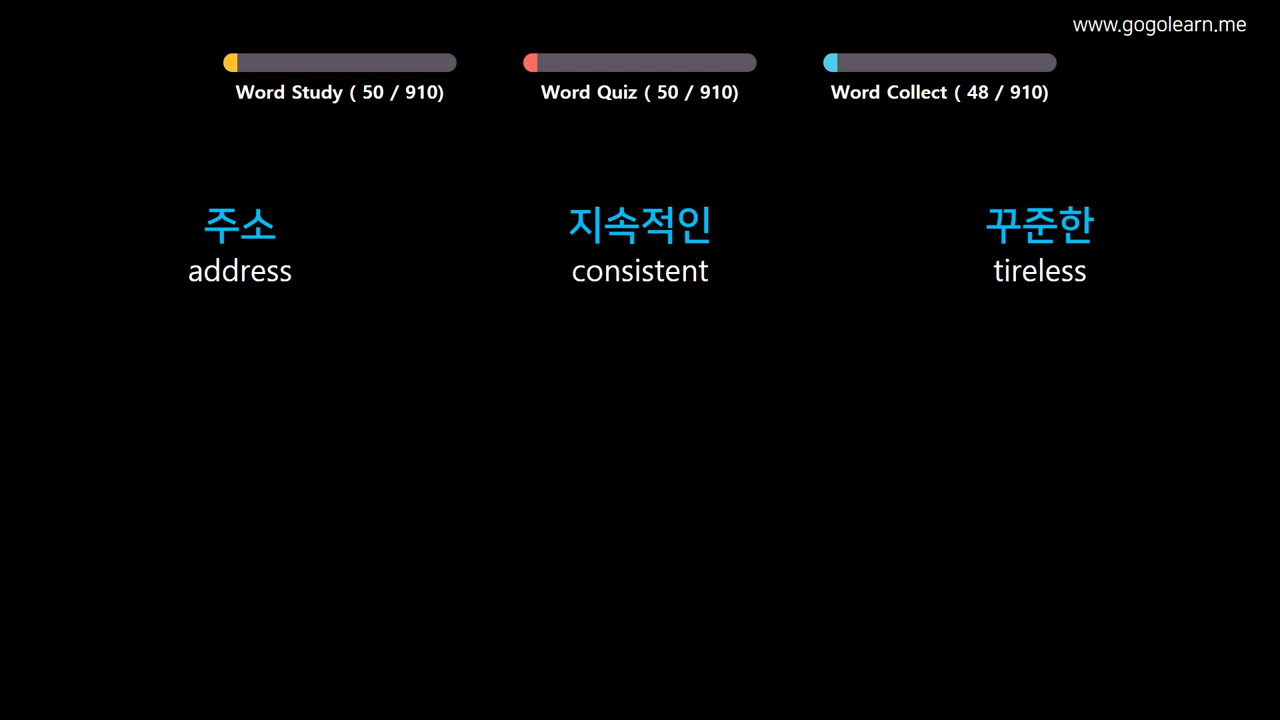 www.gogolearn.me
Word Study ( 50 / 910)
Word Quiz ( 50 / 910)
Word Collect ( 48 / 910)
주소
address
지속적인
consistent
꾸준한
tireless